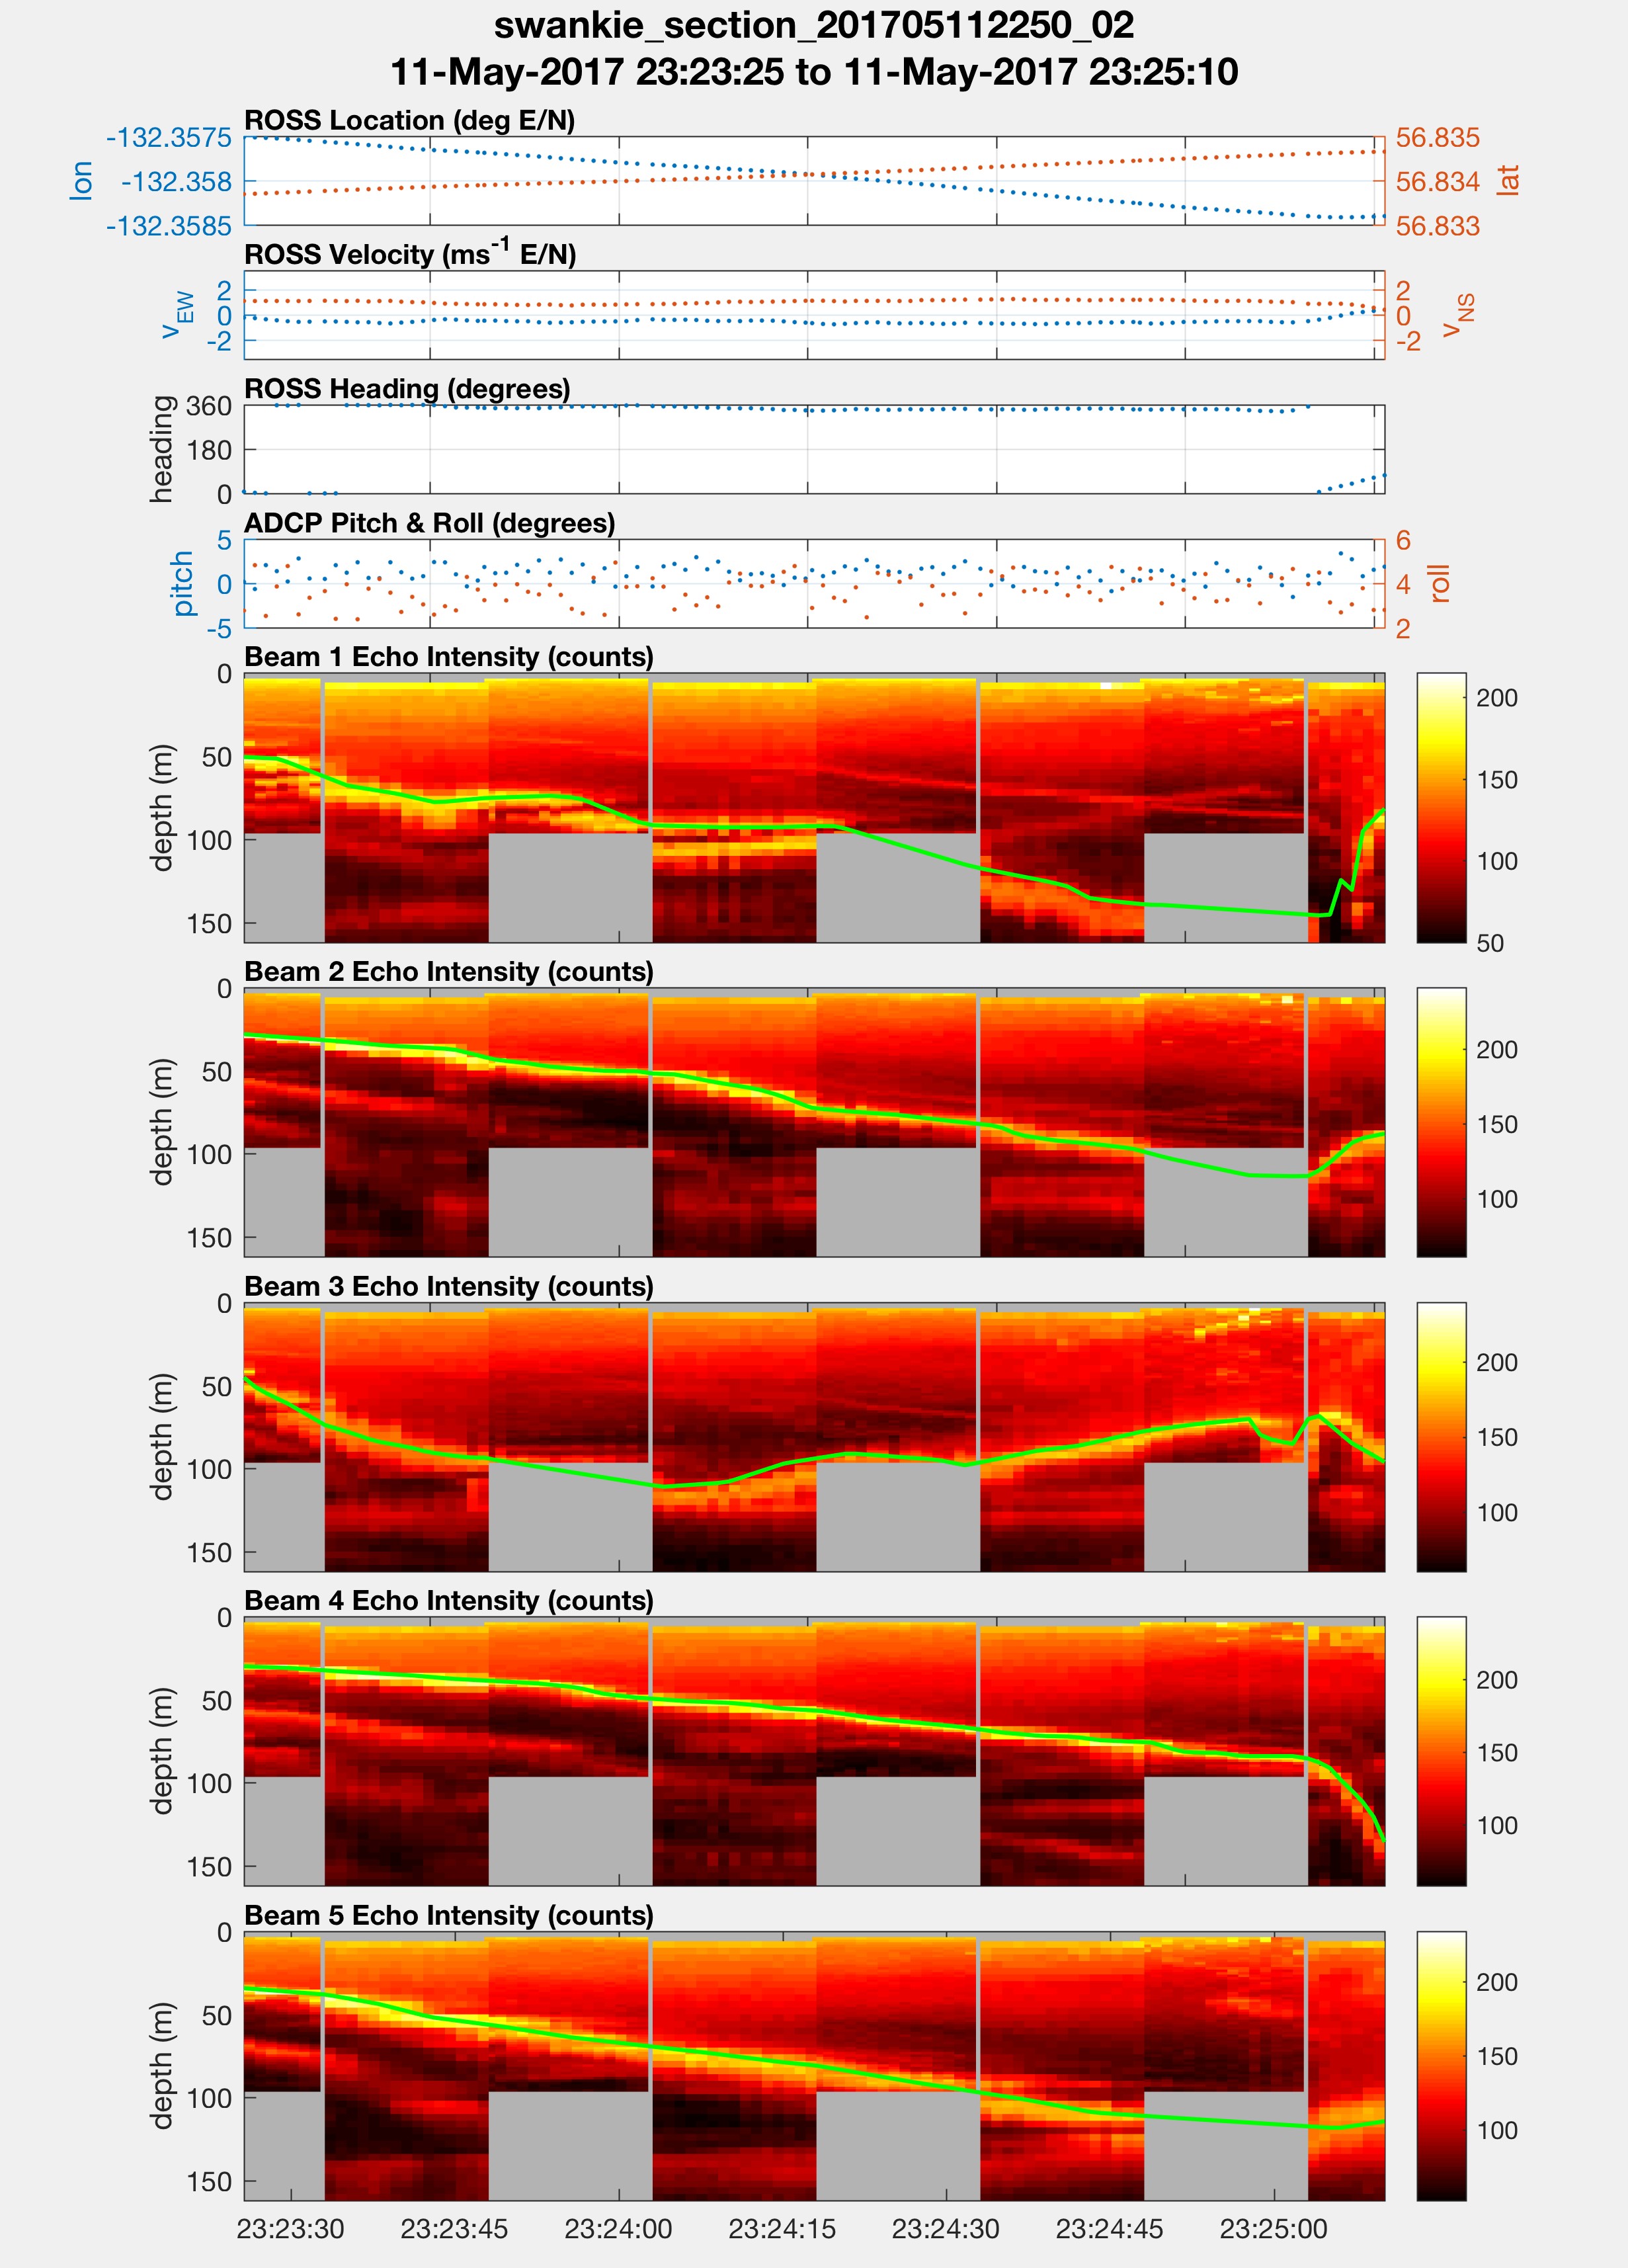 swankie_section_201705112250_02
11-May-2017 23:23:25 to 11-May-2017 23:25:10
ROSS Location (deg E/N)
-132.3575
-132.358
-132.3585
lon
56.835
56.834
56.833
lat
ROSS Velocity (ms-1 E/N)
2
0
-2
vEW
2
0
-2
vNS
ROSS Heading (degrees)
360
180
0
heading
ADCP Pitch & Roll (degrees)
5
0
-5
pitch
6
4
2
roll
Beam 1 Echo Intensity (counts)
0
50
100
150
depth (m)
200
150
100
50
Beam 2 Echo Intensity (counts)
0
50
100
150
depth (m)
200
150
100
Beam 3 Echo Intensity (counts)
0
50
100
150
depth (m)
200
150
100
Beam 4 Echo Intensity (counts)
0
50
100
150
depth (m)
200
150
100
Beam 5 Echo Intensity (counts)
0
50
100
150
depth (m)
200
150
100
23:23:30 23:23:45 23:24:00 23:24:15 23:24:30 23:24:45 23:25:00